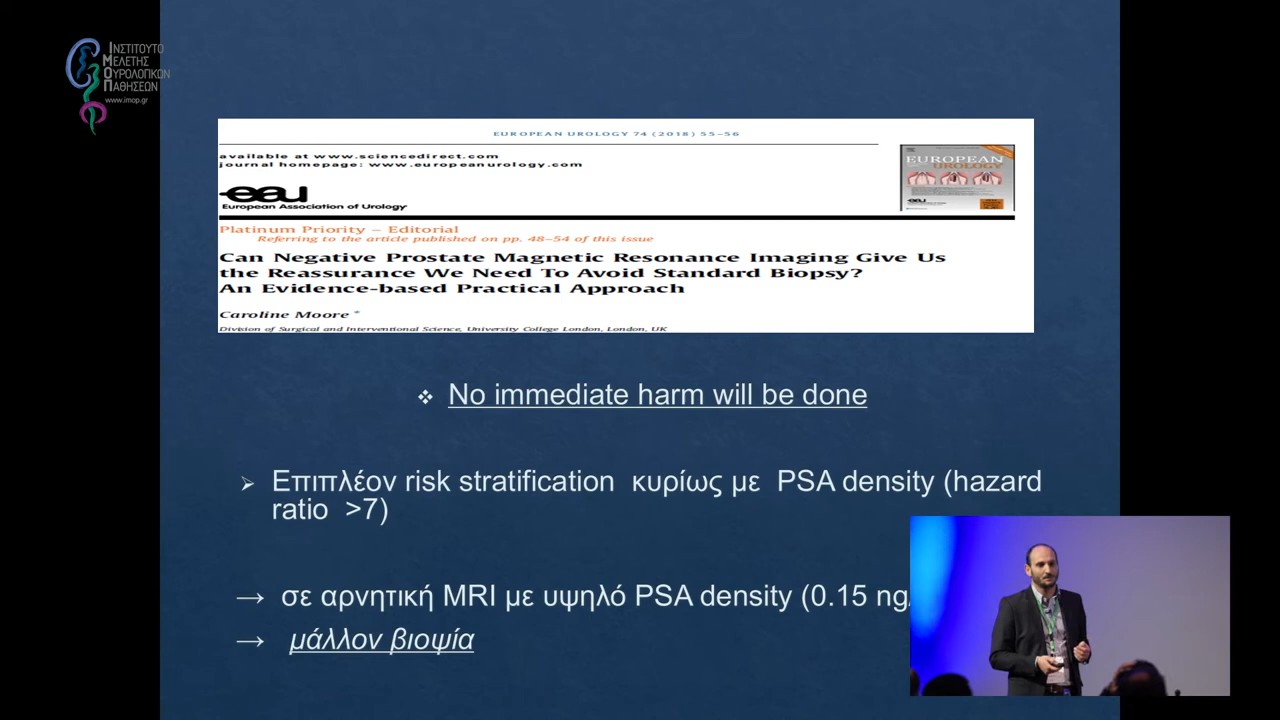 ΙΝΣΤΙΤΟΥΤΟ
ΜΕΛΕΤΗΣ
ΟΥΡΟΛΟΓΙΚΩΝ
ΠΑΘΗΣΕΩΝ
www.imop.gr
EUROPEAN UROLOGY 74 (2018) 55–56
available at www.sciencedirect.com
journal homepage: www.europeanurology.com
EUROPEAN
UROLOGY
eau
European Association of Urology
Platinum Priority – Editorial
Referring to the article published on pp. 48–54 of this issue
Can Negative Prostate Magnetic Resonance Imaging Give Us
the Reassurance We Need To Avoid Standard Biopsy?
An Evidence-based Practical Approach
Caroline Moore *
Division of Surgical and Interventional Science, University College London, London, UK
❖ No immediate harm will be done
➢ Επιπλέον risk stratification κυρίως με PSA density (hazard
ratio >7)
→ σε αρνητική MRI με υψηλό PSA density (0.15 ng
→ μάλλον βιοψία